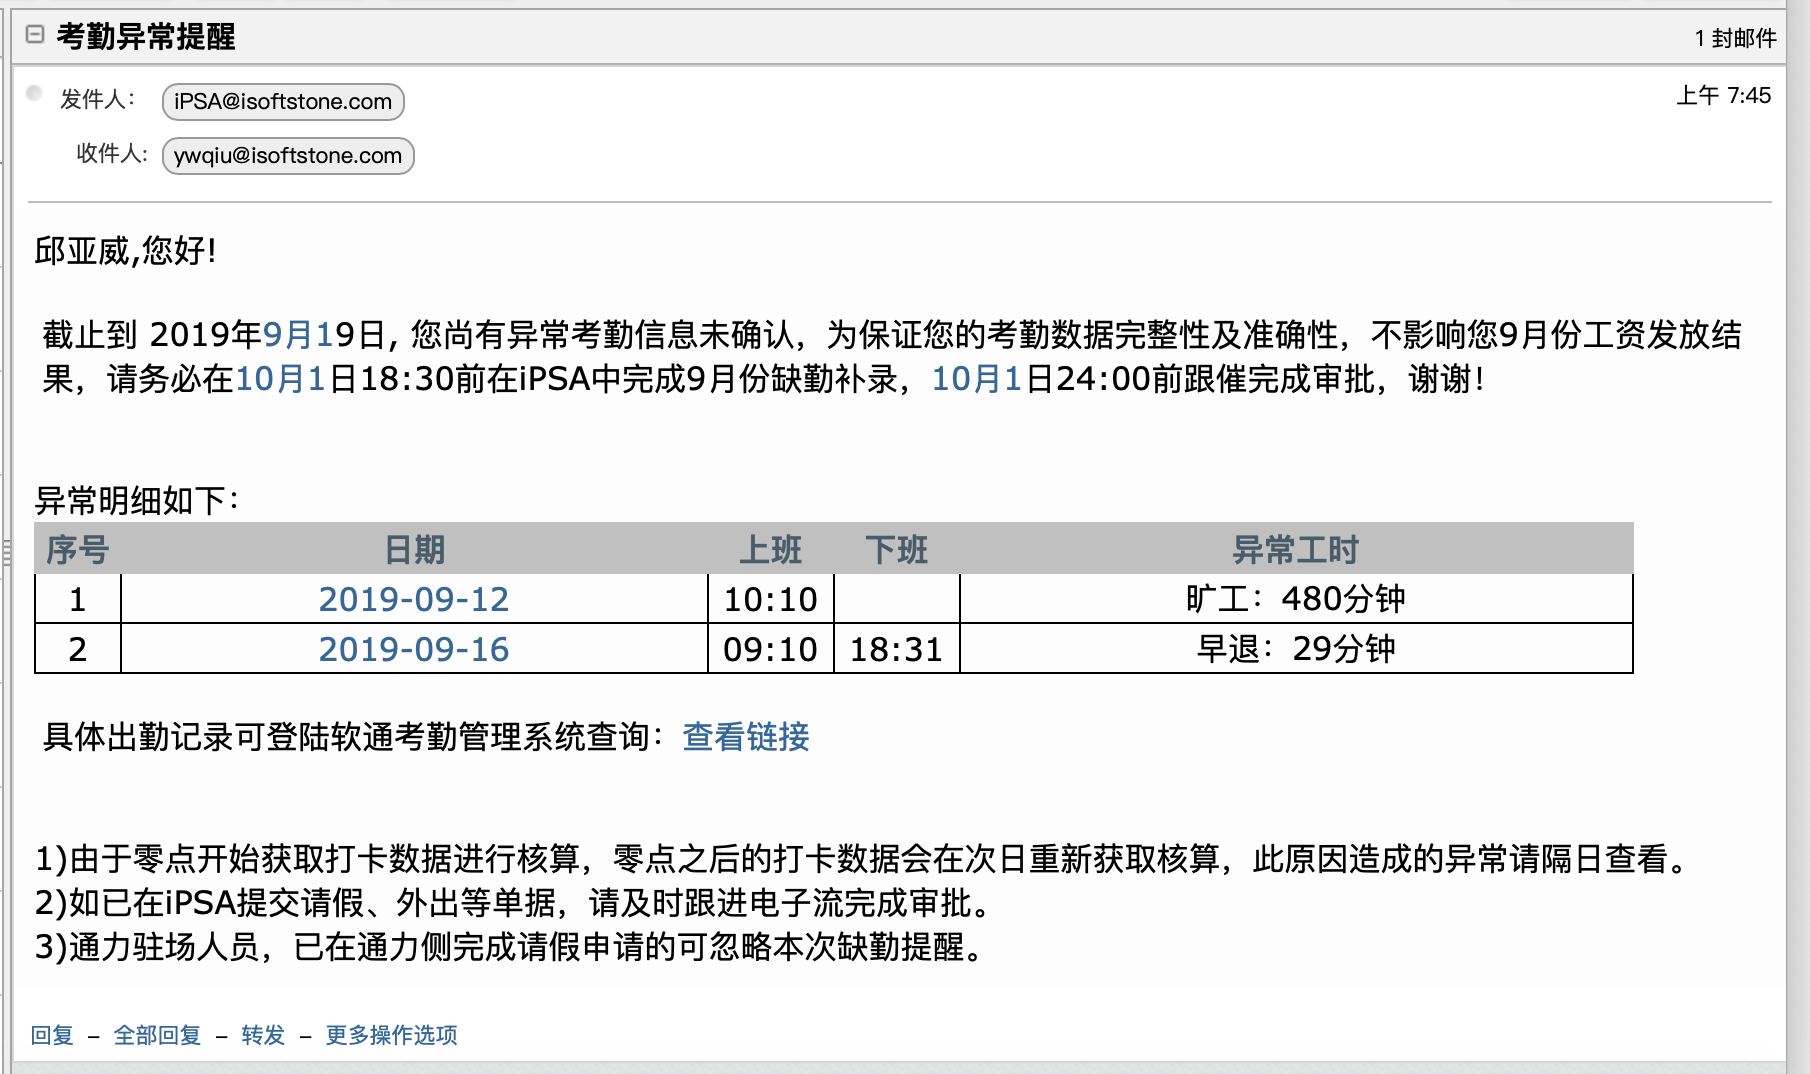 考勤异常提醒
1 封邮件
发件人： iPSA@isoftstone.com
上午 7:45
收件人： ywqiu@isoftstone.com
邱亚威,您好!
截止到 2019年9月19日, 您尚有异常考勤信息未确认，为保证您的考勤数据完整性及准确性，不影响您9月份工资发放结
果，请务必在10月1日18:30前在iPSA中完成9月份缺勤补录，10月1日24:00前跟催完成审批，谢谢！
异常明细如下：
序号 日期 上班 下班 异常工时
1 2019-09-12 10:10 旷工：480分钟
2 2019-09-16 09:10 18:31 早退：29分钟
具体出勤记录可登陆软通考勤管理系统查询：查看链接
1)由于零点开始获取打卡数据进行核算，零点之后的打卡数据会在次日重新获取核算，此原因造成的异常请隔日查看。
2)如已在iPSA提交请假、外出等单据，请及时跟进电子流完成审批。
3)通力驻场人员，已在通力侧完成请假申请的可忽略本次缺勤提醒。
回复 – 全部回复 – 转发 – 更多操作选项